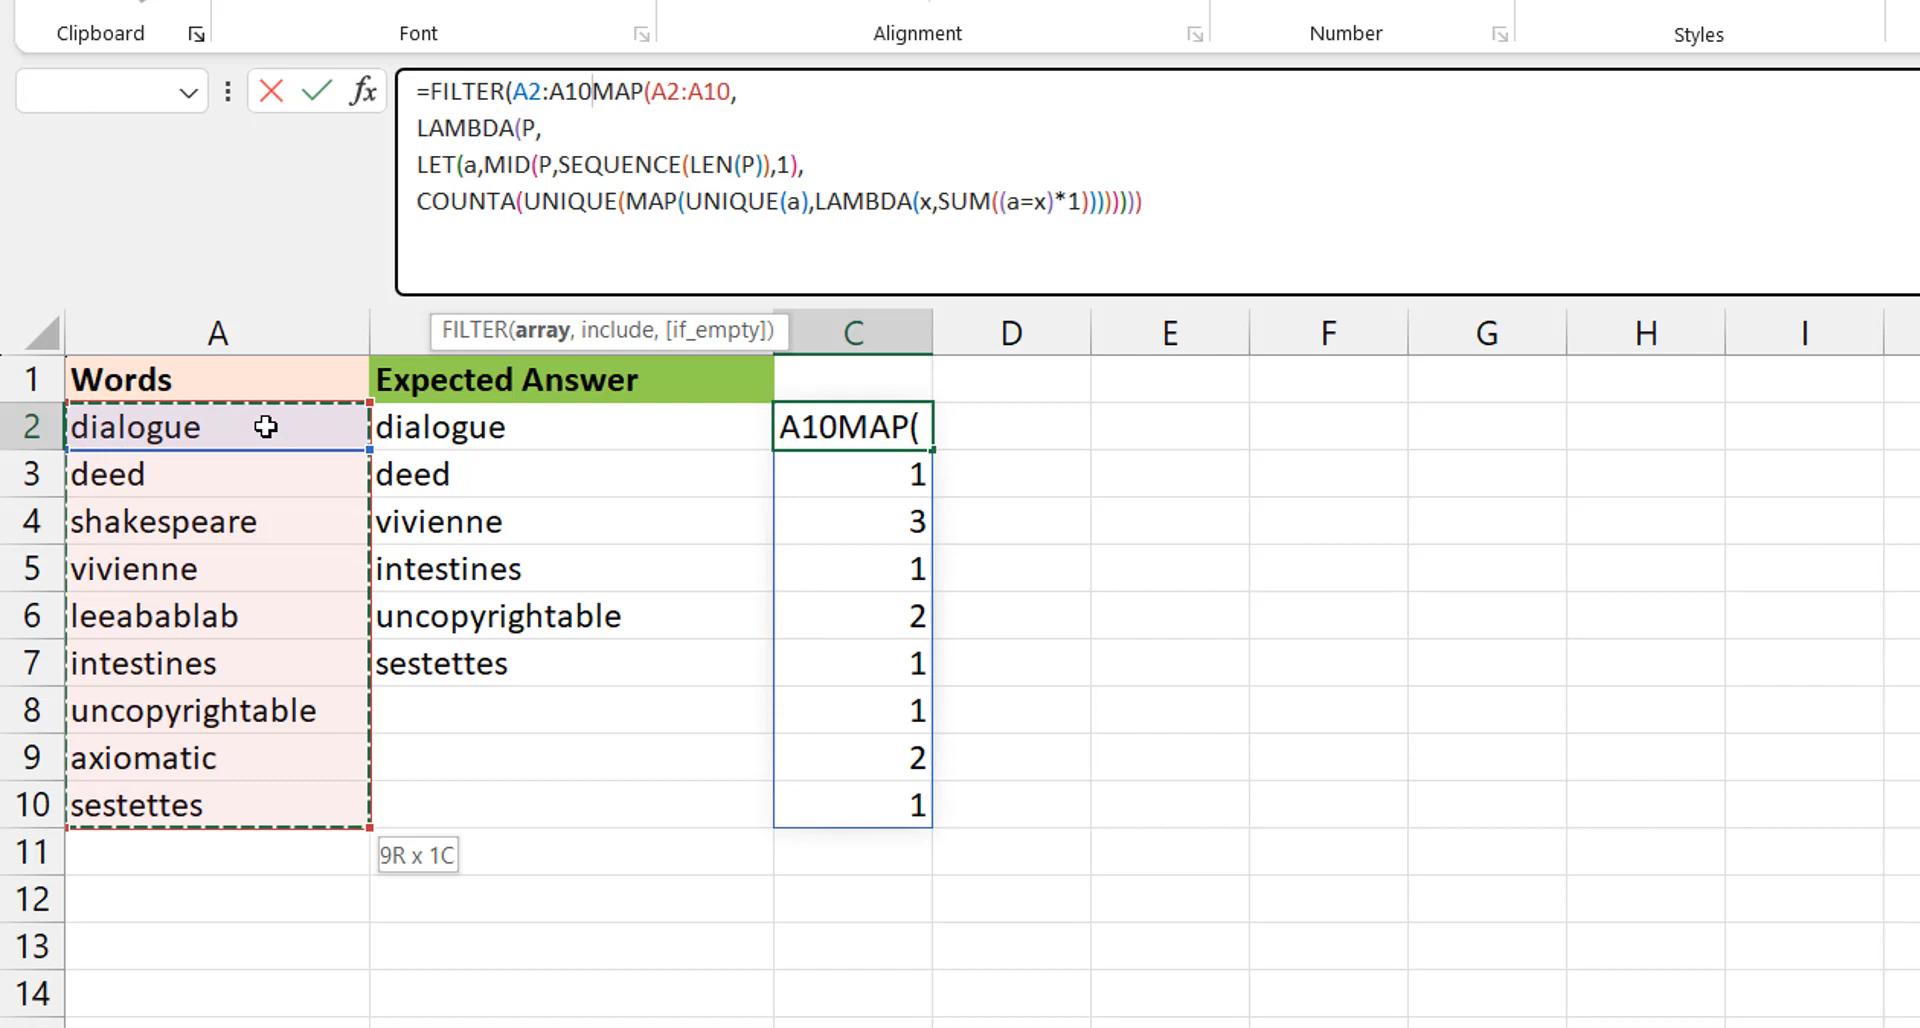 Clipboard Font Alignment Number Styles
fx
=FILTER(A2:A10MAP(A2:A10,
LAMBDA(P,
LET(a,MID(P,SEQUENCE(LEN(P)),1),
COUNTA(UNIQUE(MAP(UNIQUE(a),LAMBDA(x,SUM((a=x)*1))))))))
FILTER(array, include, [if_empty])
A C D E F G H I
1 Words Expected Answer
2 dialogue dialogue A10MAP(
3 deed deed 1
4 shakespeare vivienne 3
5 vivienne intestines 1
6 leeabablab uncopyrightable 2
7 intestines sestettes 1
8 uncopyrightable 1
9 axiomatic 2
10 sestettes 1
11 9R x 1C
12
13
14